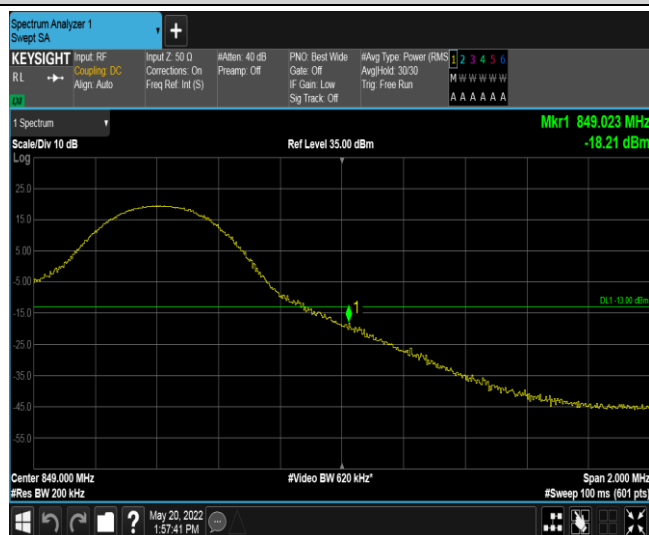 Spectrum Analyzer 1
Swept SA
+
KEYSIGHT
RL
Input: RF
Coupling: DC
Align: Auto
Input Z: 50 Ω
Corrections: On
Freq Ref: Int (S)
#Atten: 40 dB
Preamp: Off
PNO: Best Wide
Gate: Off
IF Gain: Low
Sig Track: Off
#Avg Type: Power (RMS
Avg|Hold: 30/30
Trig: Free Run
1 2 3 4 5 6
M W W W W W
A A A A A A
1 Spectrum
Scale/Div 10 dB
Ref Level 35.00 dBm
Mkr1 849.023 MHz
-18.21 dBm
Log
25.0
15.0
5.00
-5.00
-15.0
-25.0
-35.0
-45.0
-55.0
1
DL1 -13.00 dBm
Center 849.000 MHz
#Video BW 620 kHz*
Span 2.000 MHz
#Res BW 200 kHz
#Sweep 100 ms (601 pts)
?
May 20, 2022
1:57:41 PM